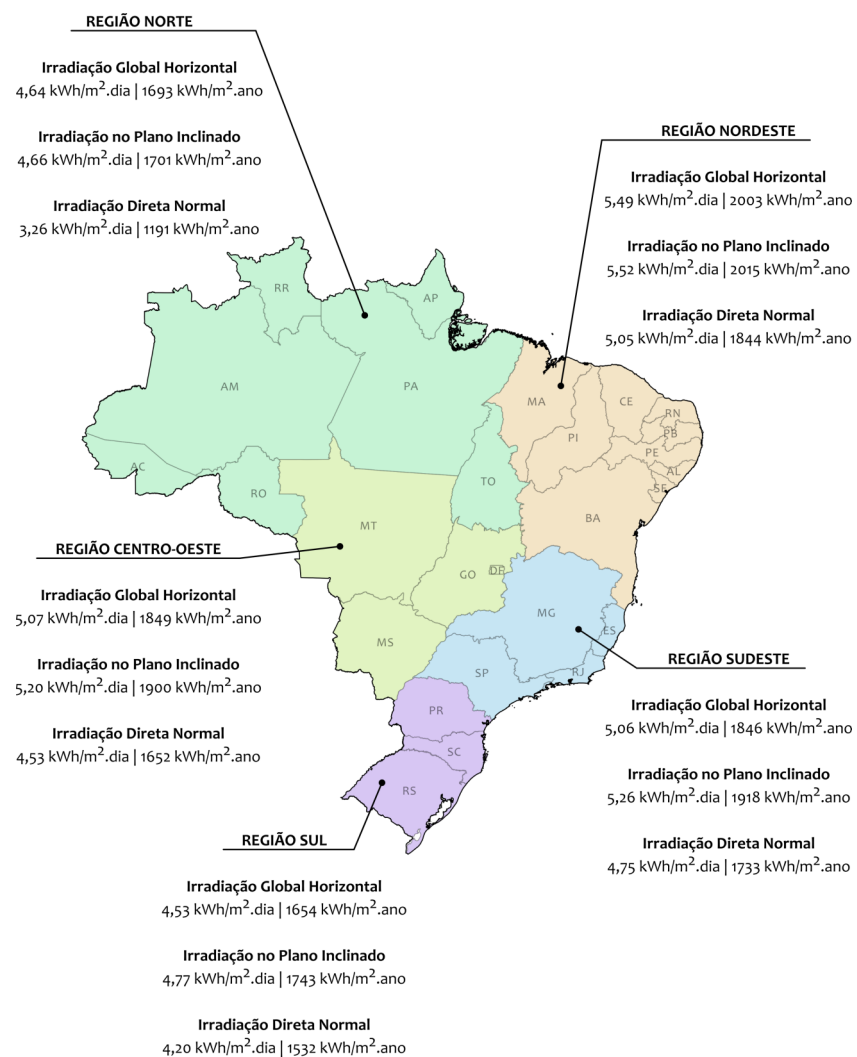 REGIÃO NORTE
Irradiação Global Horizontal
4,64 kWh/m².dia | 1693 kWh/m².ano
Irradiação no Plano Inclinado
4,66 kWh/m².dia | 1701 kWh/m².ano
Irradiação Direta Normal
3,26 kWh/m².dia | 1191 kWh/m².ano
REGIÃO NORDESTE
Irradiação Global Horizontal
5,49 kWh/m².dia | 2003 kWh/m².ano
Irradiação no Plano Inclinado
5,52 kWh/m².dia | 2015 kWh/m².ano
Irradiação Direta Normal
5,05 kWh/m².dia | 1844 kWh/m².ano
RR
AP
AM
PA
MA
CE
RN
PB
PI
PE
AL
SE
AC
RO
TO
BA
MT
GO
DF
MG
ES
MS
SP
RJ
PR
SC
RS
REGIÃO CENTRO-OESTE
Irradiação Global Horizontal
5,07 kWh/m².dia | 1849 kWh/m².ano
Irradiação no Plano Inclinado
5,20 kWh/m².dia | 1900 kWh/m².ano
Irradiação Direta Normal
4,53 kWh/m².dia | 1652 kWh/m².ano
REGIÃO SUDESTE
Irradiação Global Horizontal
5,06 kWh/m².dia | 1846 kWh/m².ano
Irradiação no Plano Inclinado
5,26 kWh/m².dia | 1918 kWh/m².ano
Irradiação Direta Normal
4,75 kWh/m².dia | 1733 kWh/m².ano
REGIÃO SUL
Irradiação Global Horizontal
4,53 kWh/m².dia | 1654 kWh/m².ano
Irradiação no Plano Inclinado
4,77 kWh/m².dia | 1743 kWh/m².ano
Irradiação Direta Normal
4,20 kWh/m².dia | 1532 kWh/m².ano